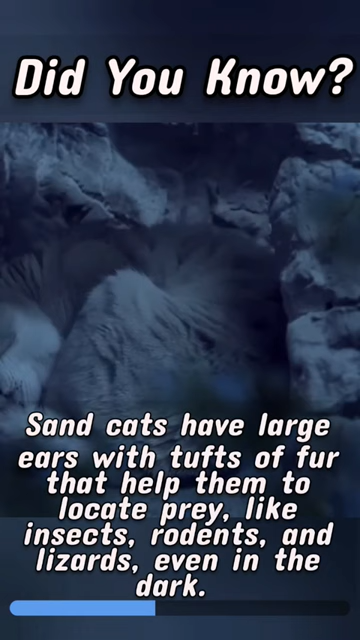 Did You Know?
Sand cats have large
ears with tufts of fur
that help them to
locate prey, like
insects, rodents, and
lizards, even in the
dark.